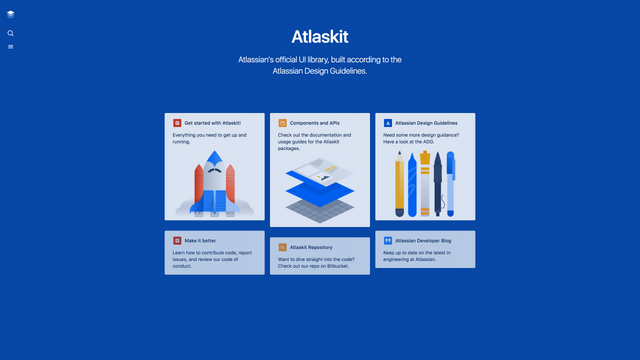 Atlaskit
Atlassian's official UI library, built according to the
Atlassian Design Guidelines.
Get started with Atlaskit!
Everything you need to get up and
running.
Components and APIs
Check out the documentation and
usage guides for the Atlaskit
packages.
Atlassian Design Guidelines
Need some more design guidance?
Have a look at the ADG.
Make it better
Learn how to contribute code, report
issues, and review our code of
conduct.
Atlaskit Repository
Want to dive straight into the code?
Check out our repo on Bitbucket.
Atlassian Developer Blog
Keep up to date on the latest in
engineering at Atlassian.